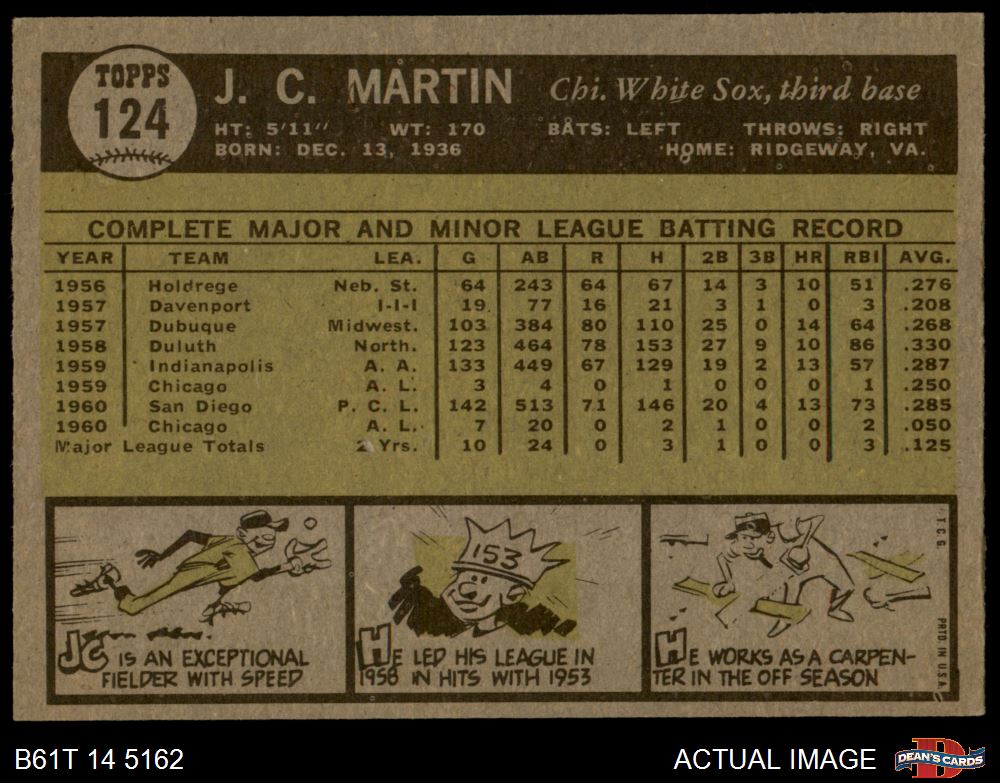 TOPPS
124
J. C. MARTIN
Chi. White Sox, third base
HT: 5'11" WT: 170 BATS: LEFT THROWS: RIGHT
BORN: DEC. 13, 1936 HOME: RIDGEWAY, VA.
COMPLETE MAJOR AND MINOR LEAGUE BATTING RECORD
YEAR TEAM LEA. G AB R H 2B 3B HR RBI AVG.
1956 Holdrege Neb. St. 64 243 64 67 14 3 10 51 .276
1957 Davenport I-I-I 19 77 16 21 3 1 0 3 .208
1957 Dubuque Midwest. 103 384 80 110 25 0 14 64 .268
1958 Duluth North. 123 464 78 153 27 9 10 86 .330
1959 Indianapolis A. A. 133 449 67 129 19 2 13 57 .287
1959 Chicago A. L. 3 4 0 1 0 0 0 1 .250
1960 San Diego P. C. L. 142 513 71 146 20 4 13 73 .285
1960 Chicago A. L. 7 20 0 2 1 0 0 2 .050
Major League Totals 2 Yrs. 10 24 0 3 1 0 0 3 .125
JC IS AN EXCEPTIONAL
FIELDER WITH SPEED
153
HE LED HIS LEAGUE IN
1958 IN HITS WITH 1953
HE WORKS AS A CARPEN-
TER IN THE OFF SEASON
T.C.G. PRTD. IN U.S.A.
B61T 14 5162
ACTUAL IMAGE
D
DEAN'S CARDS